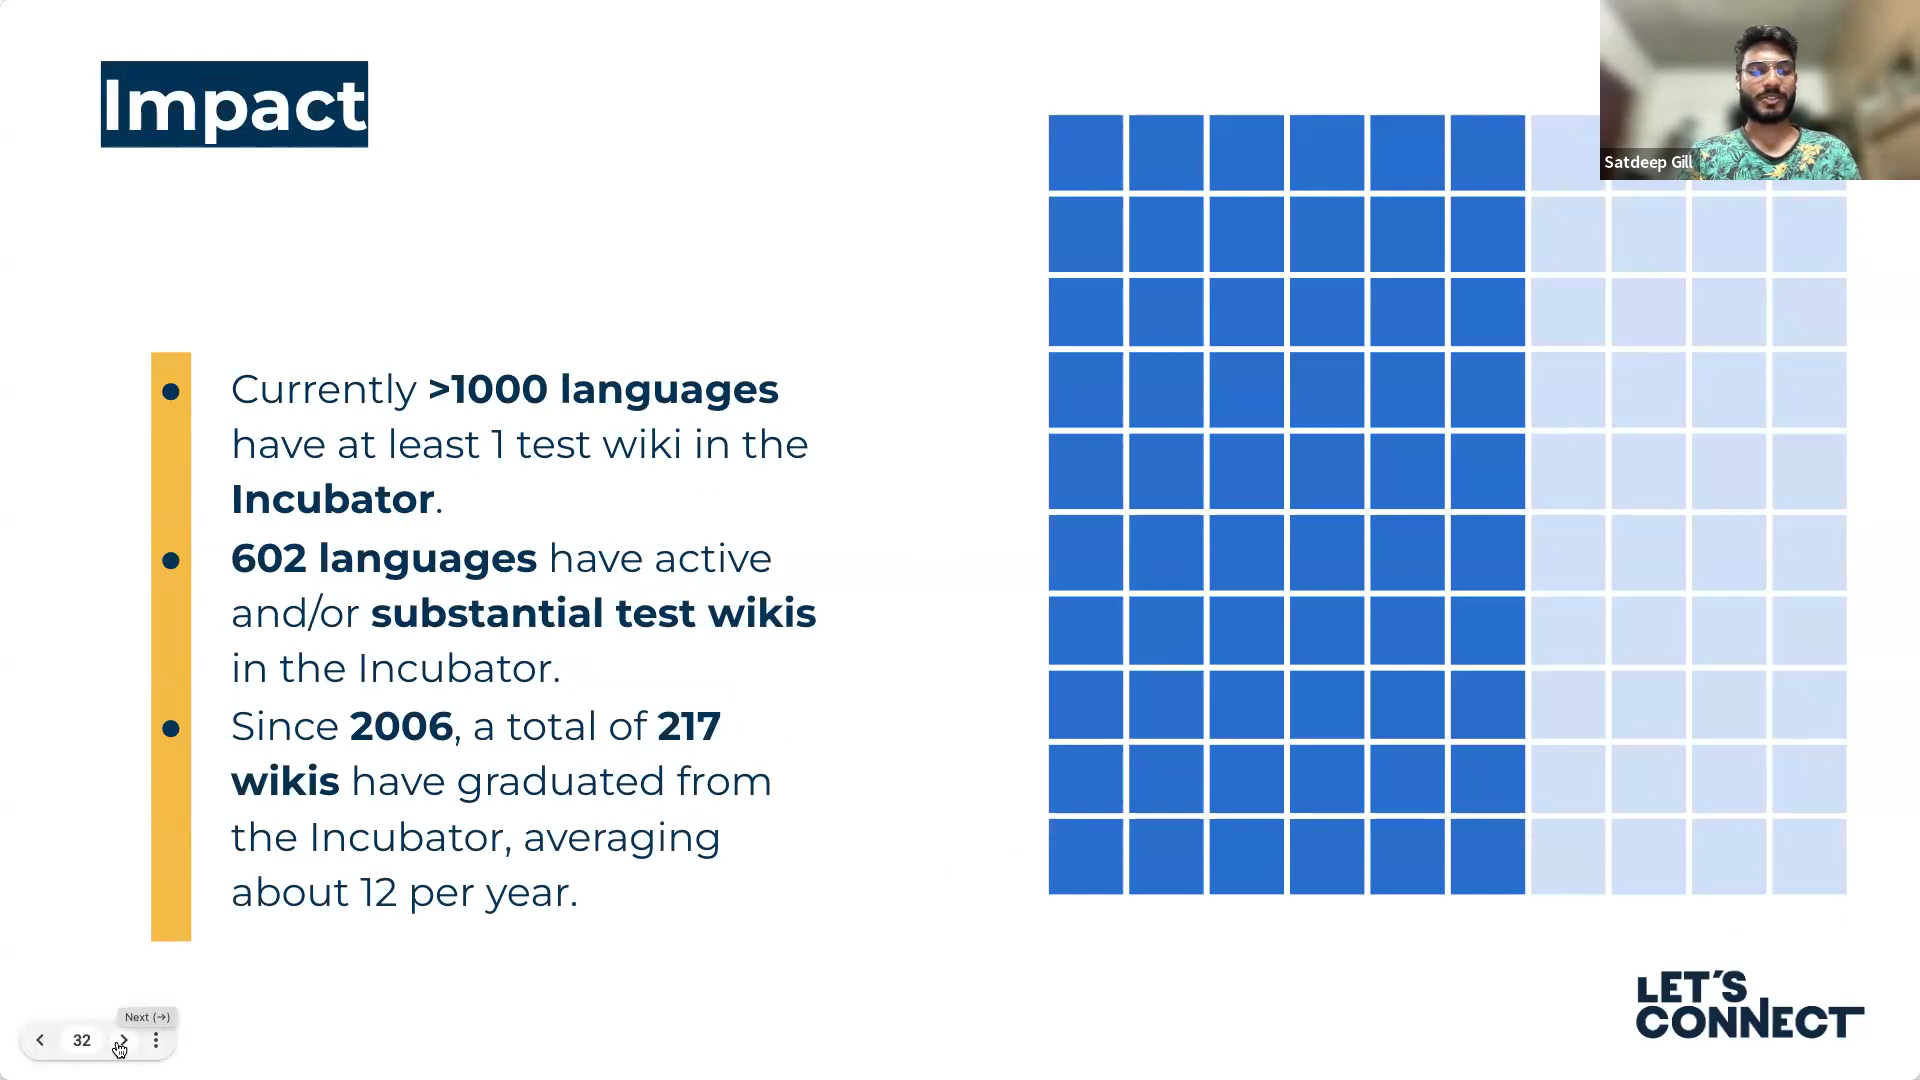 Impact
Satdeep Gill
• Currently >1000 languages
have at least 1 test wiki in the
Incubator.
• 602 languages have active
and/or substantial test wikis
in the Incubator.
• Since 2006, a total of 217
wikis have graduated from
the Incubator, averaging
about 12 per year.
LET'S
CONNECT
Next (→)
32